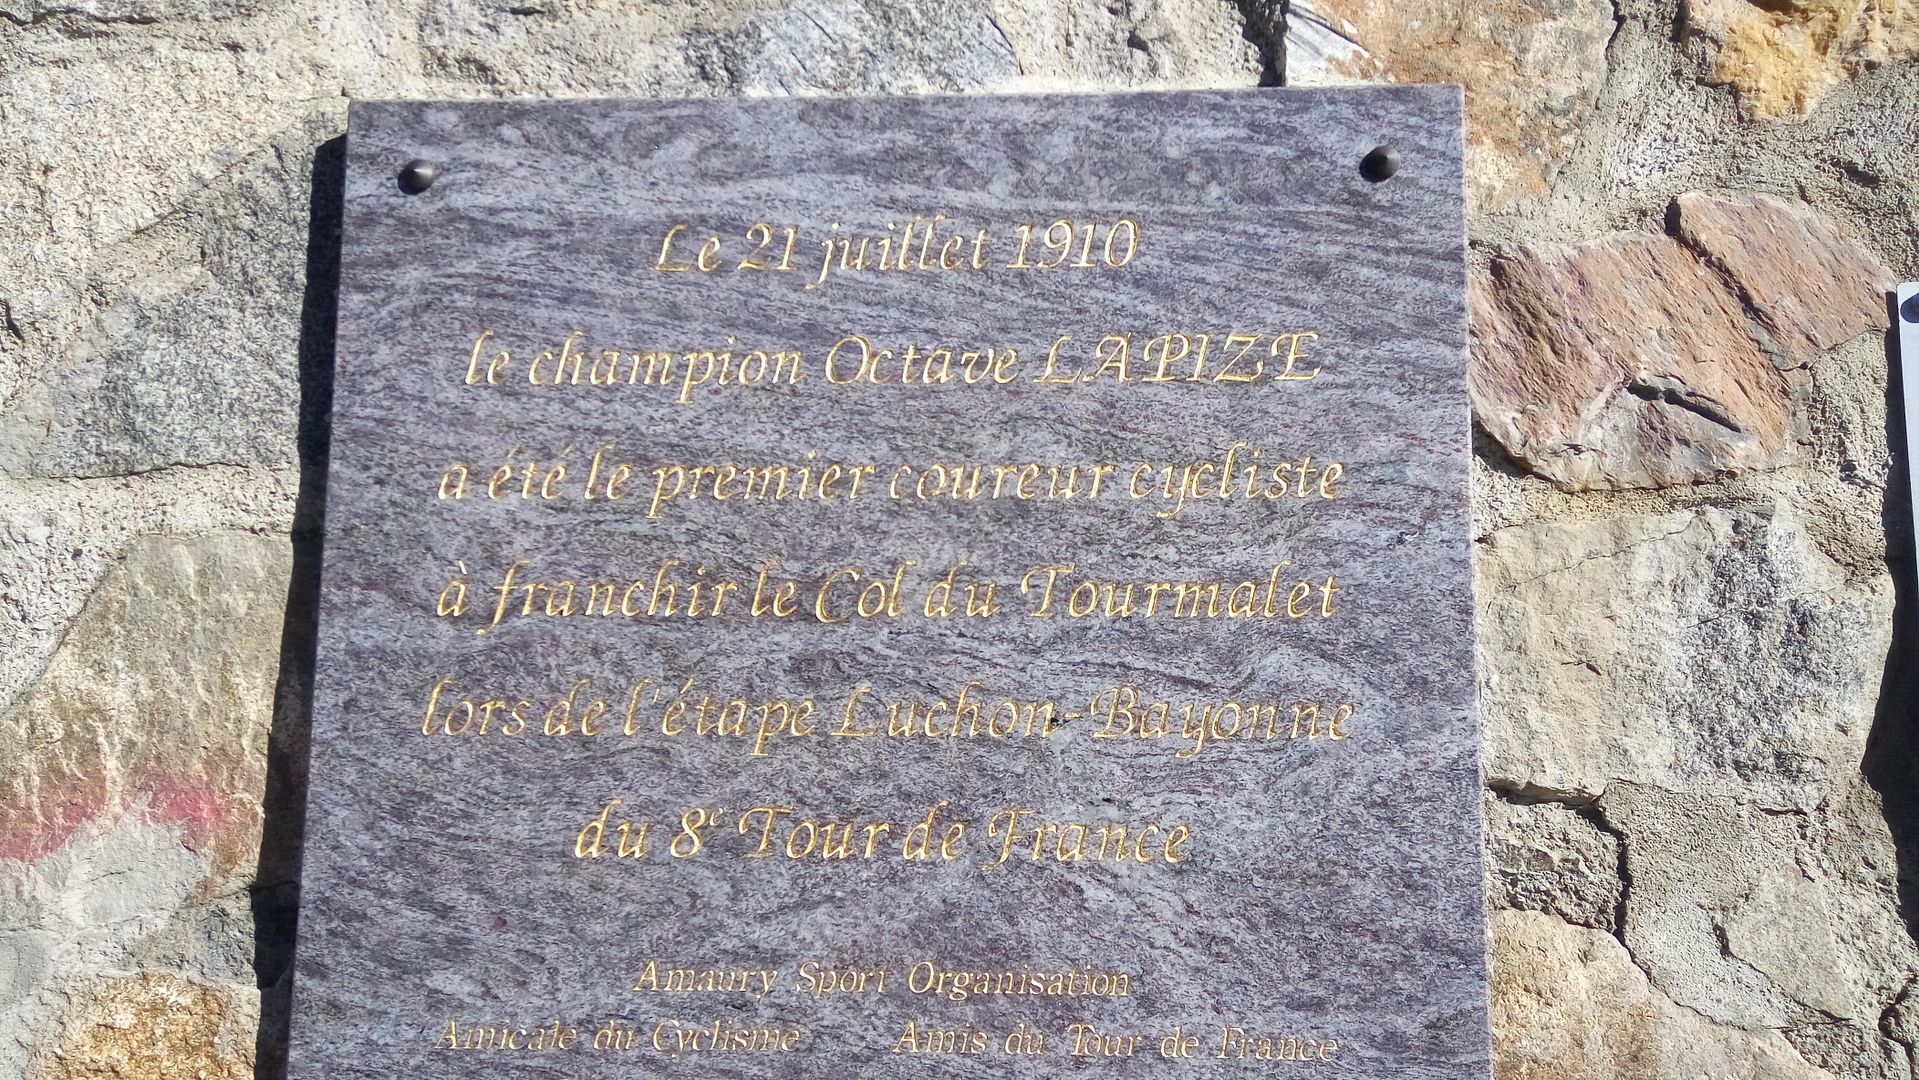 Le 21 juillet 1910
le champion Octave LAPIZE
a été le premier coureur cycliste
à franchir le Col du Tourmalet
lors de l'étape Luchon-Bayonne
du 8e Tour de France
Amaury Sport Organisation
Amicale du Cyclisme Amis du Tour de France